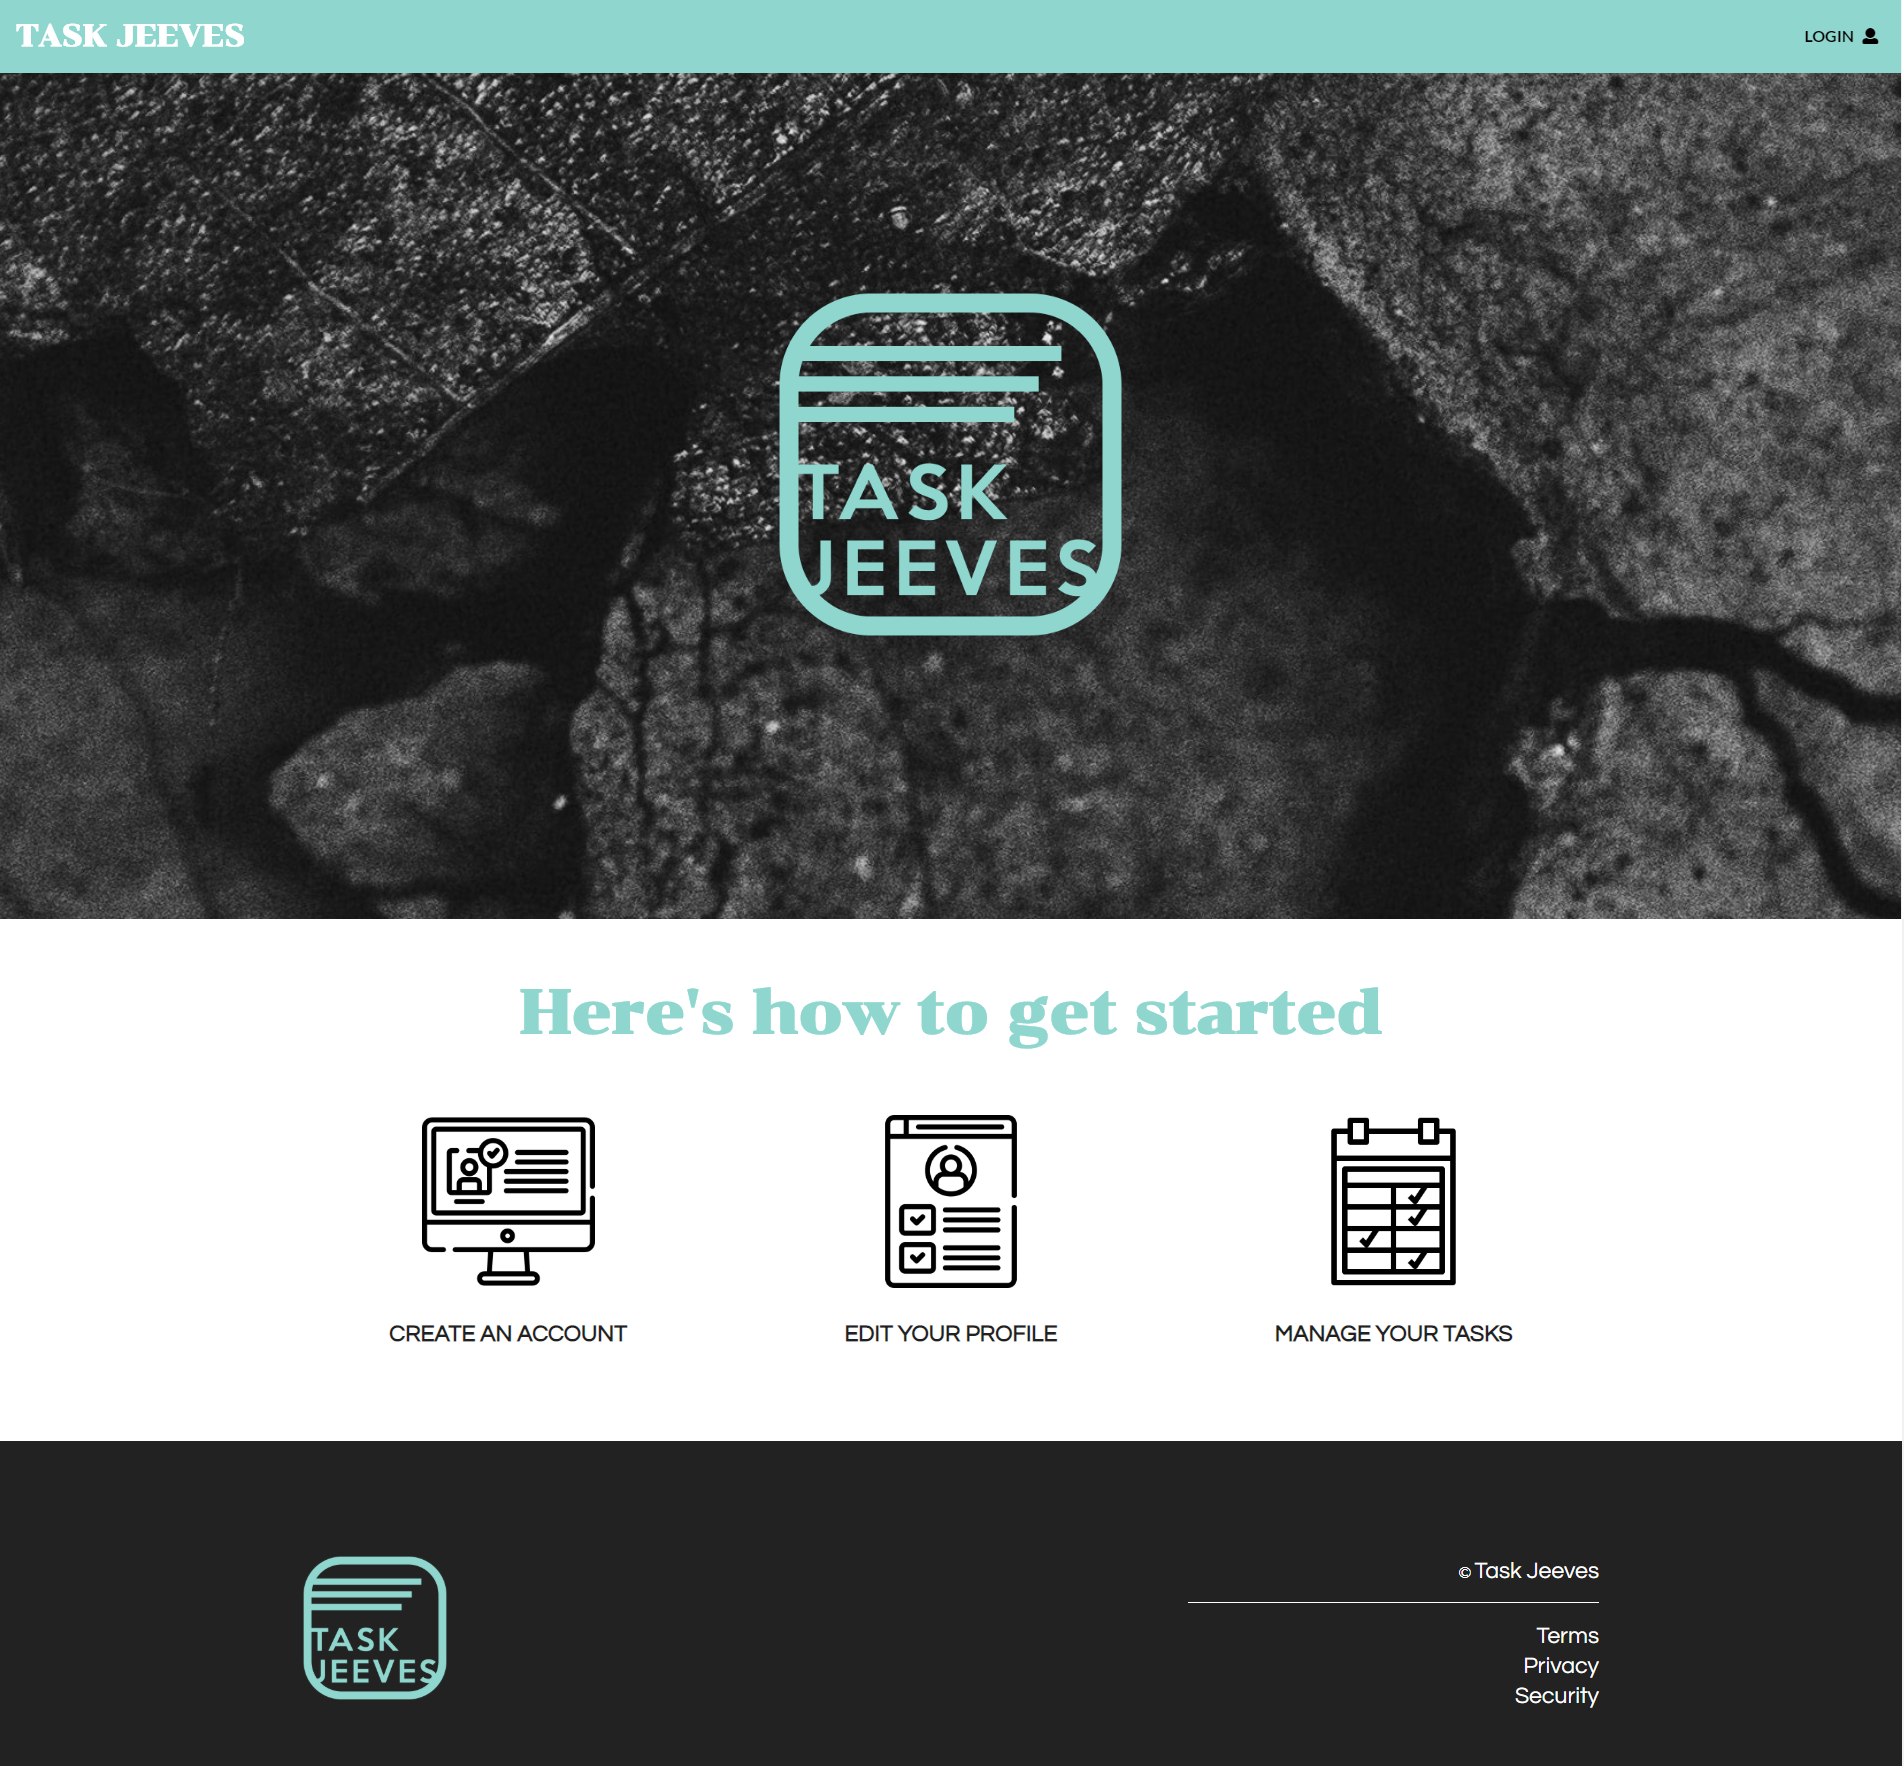 TASK JEEVES
LOGIN
TASK
JEEVES
Here's how to get started
CREATE AN ACCOUNT
EDIT YOUR PROFILE
MANAGE YOUR TASKS
TASK
JEEVES
© Task Jeeves
Terms
Privacy
Security